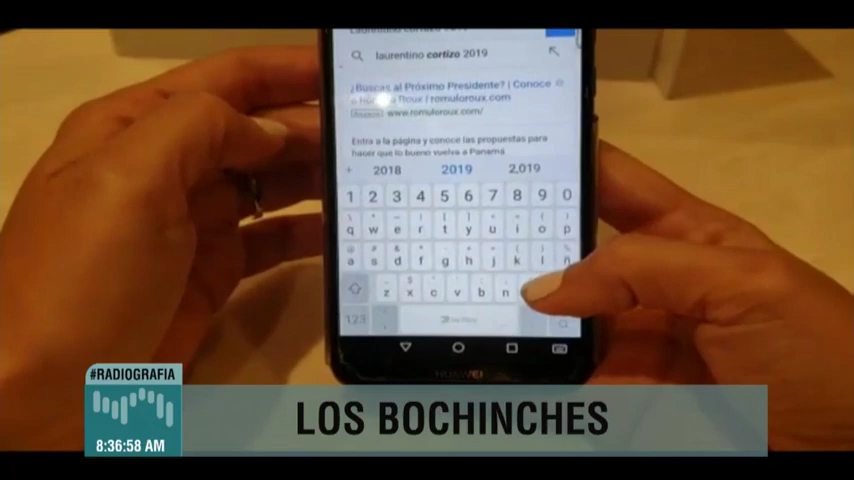 laurentino cortizo 2019
¿Buscas al Próximo Presidente? | Conoce
Roux | romuloroux.com
Anuncio www.romuloroux.com/
Entra a la página y conoce las propuestas para
hacer que lo bueno vuelva a Panamá
+ 2018 2019 2,019
1 2 3 4 5 6 7 8 9 0
q w e r t y u i o p
a s d f g h j k l ñ
z x c v b n
123
HUAWEI
#RADIOGRAFIA
LOS BOCHINCHES
8:36:58 AM